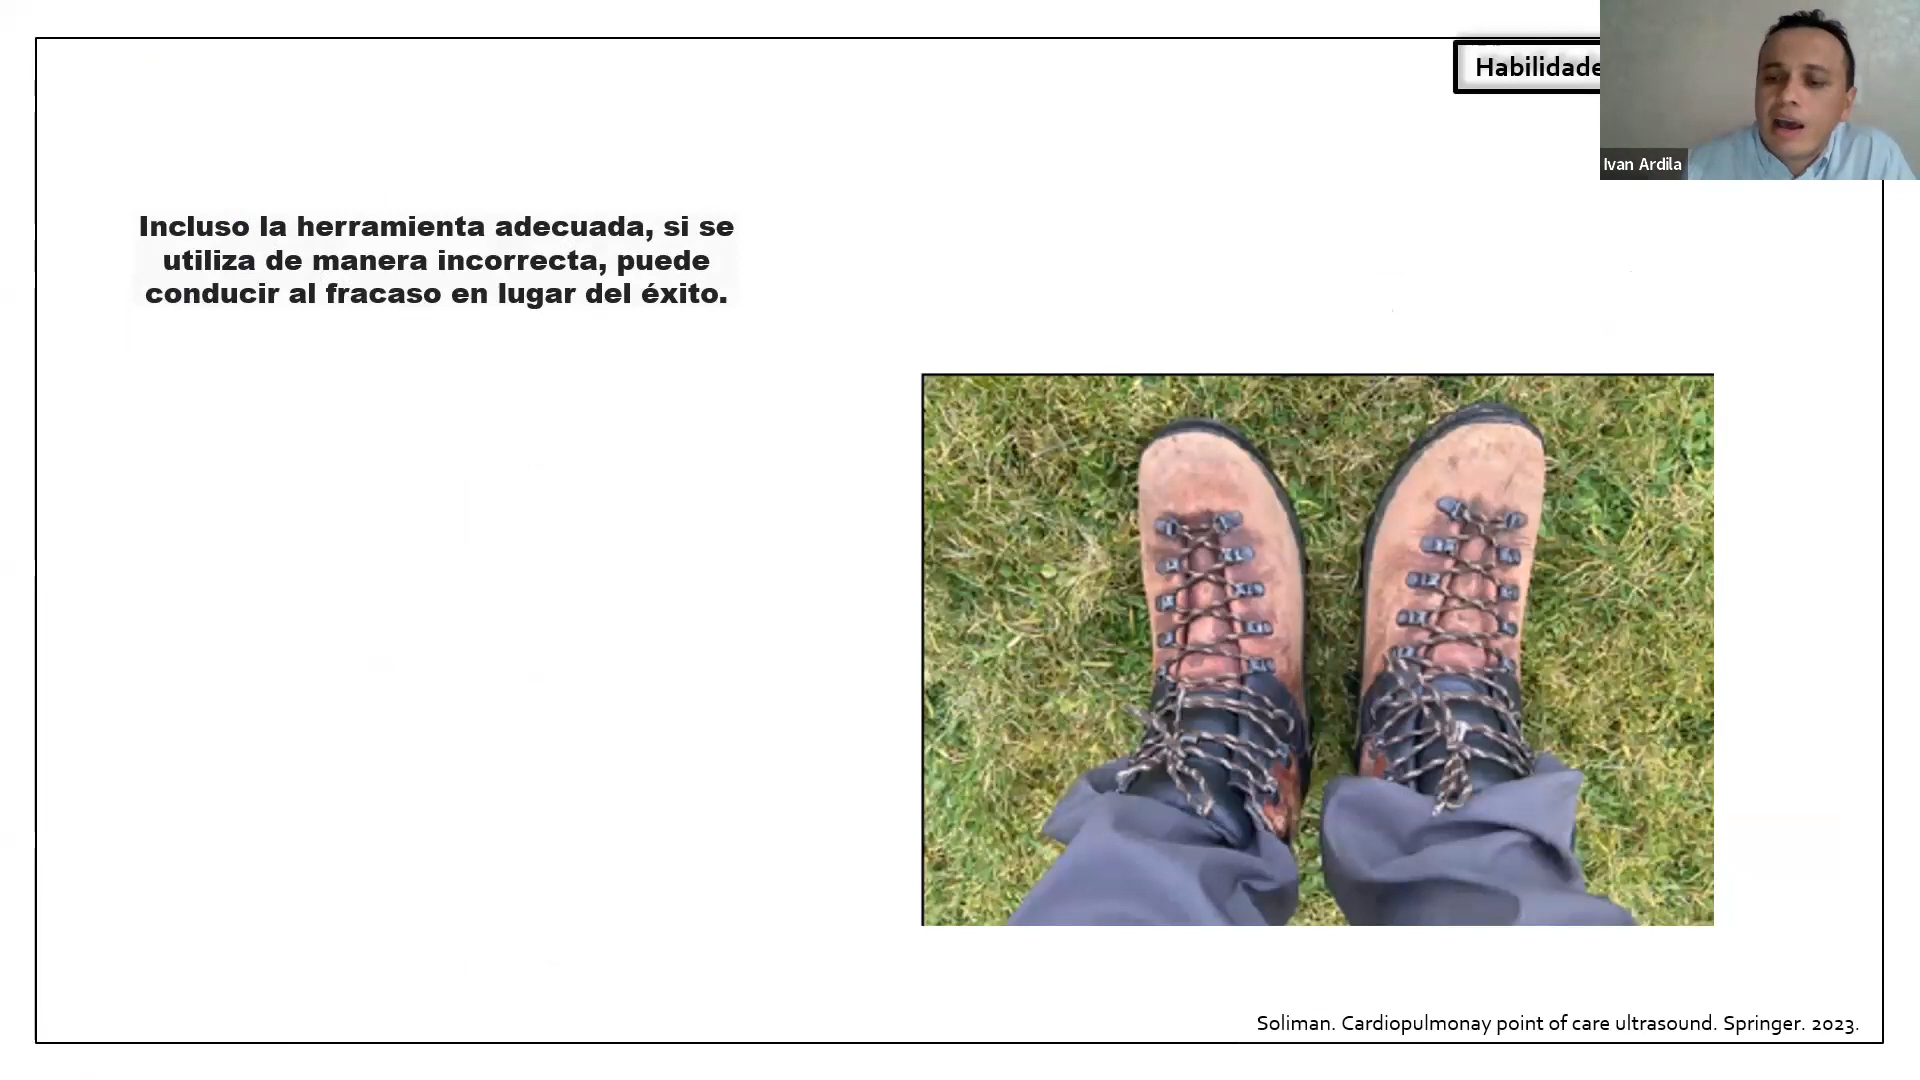 Habilidade
Ivan Ardila
Incluso la herramienta adecuada, si se
utiliza de manera incorrecta, puede
conducir al fracaso en lugar del éxito.
Soliman. Cardiopulmonay point of care ultrasound. Springer. 2023.